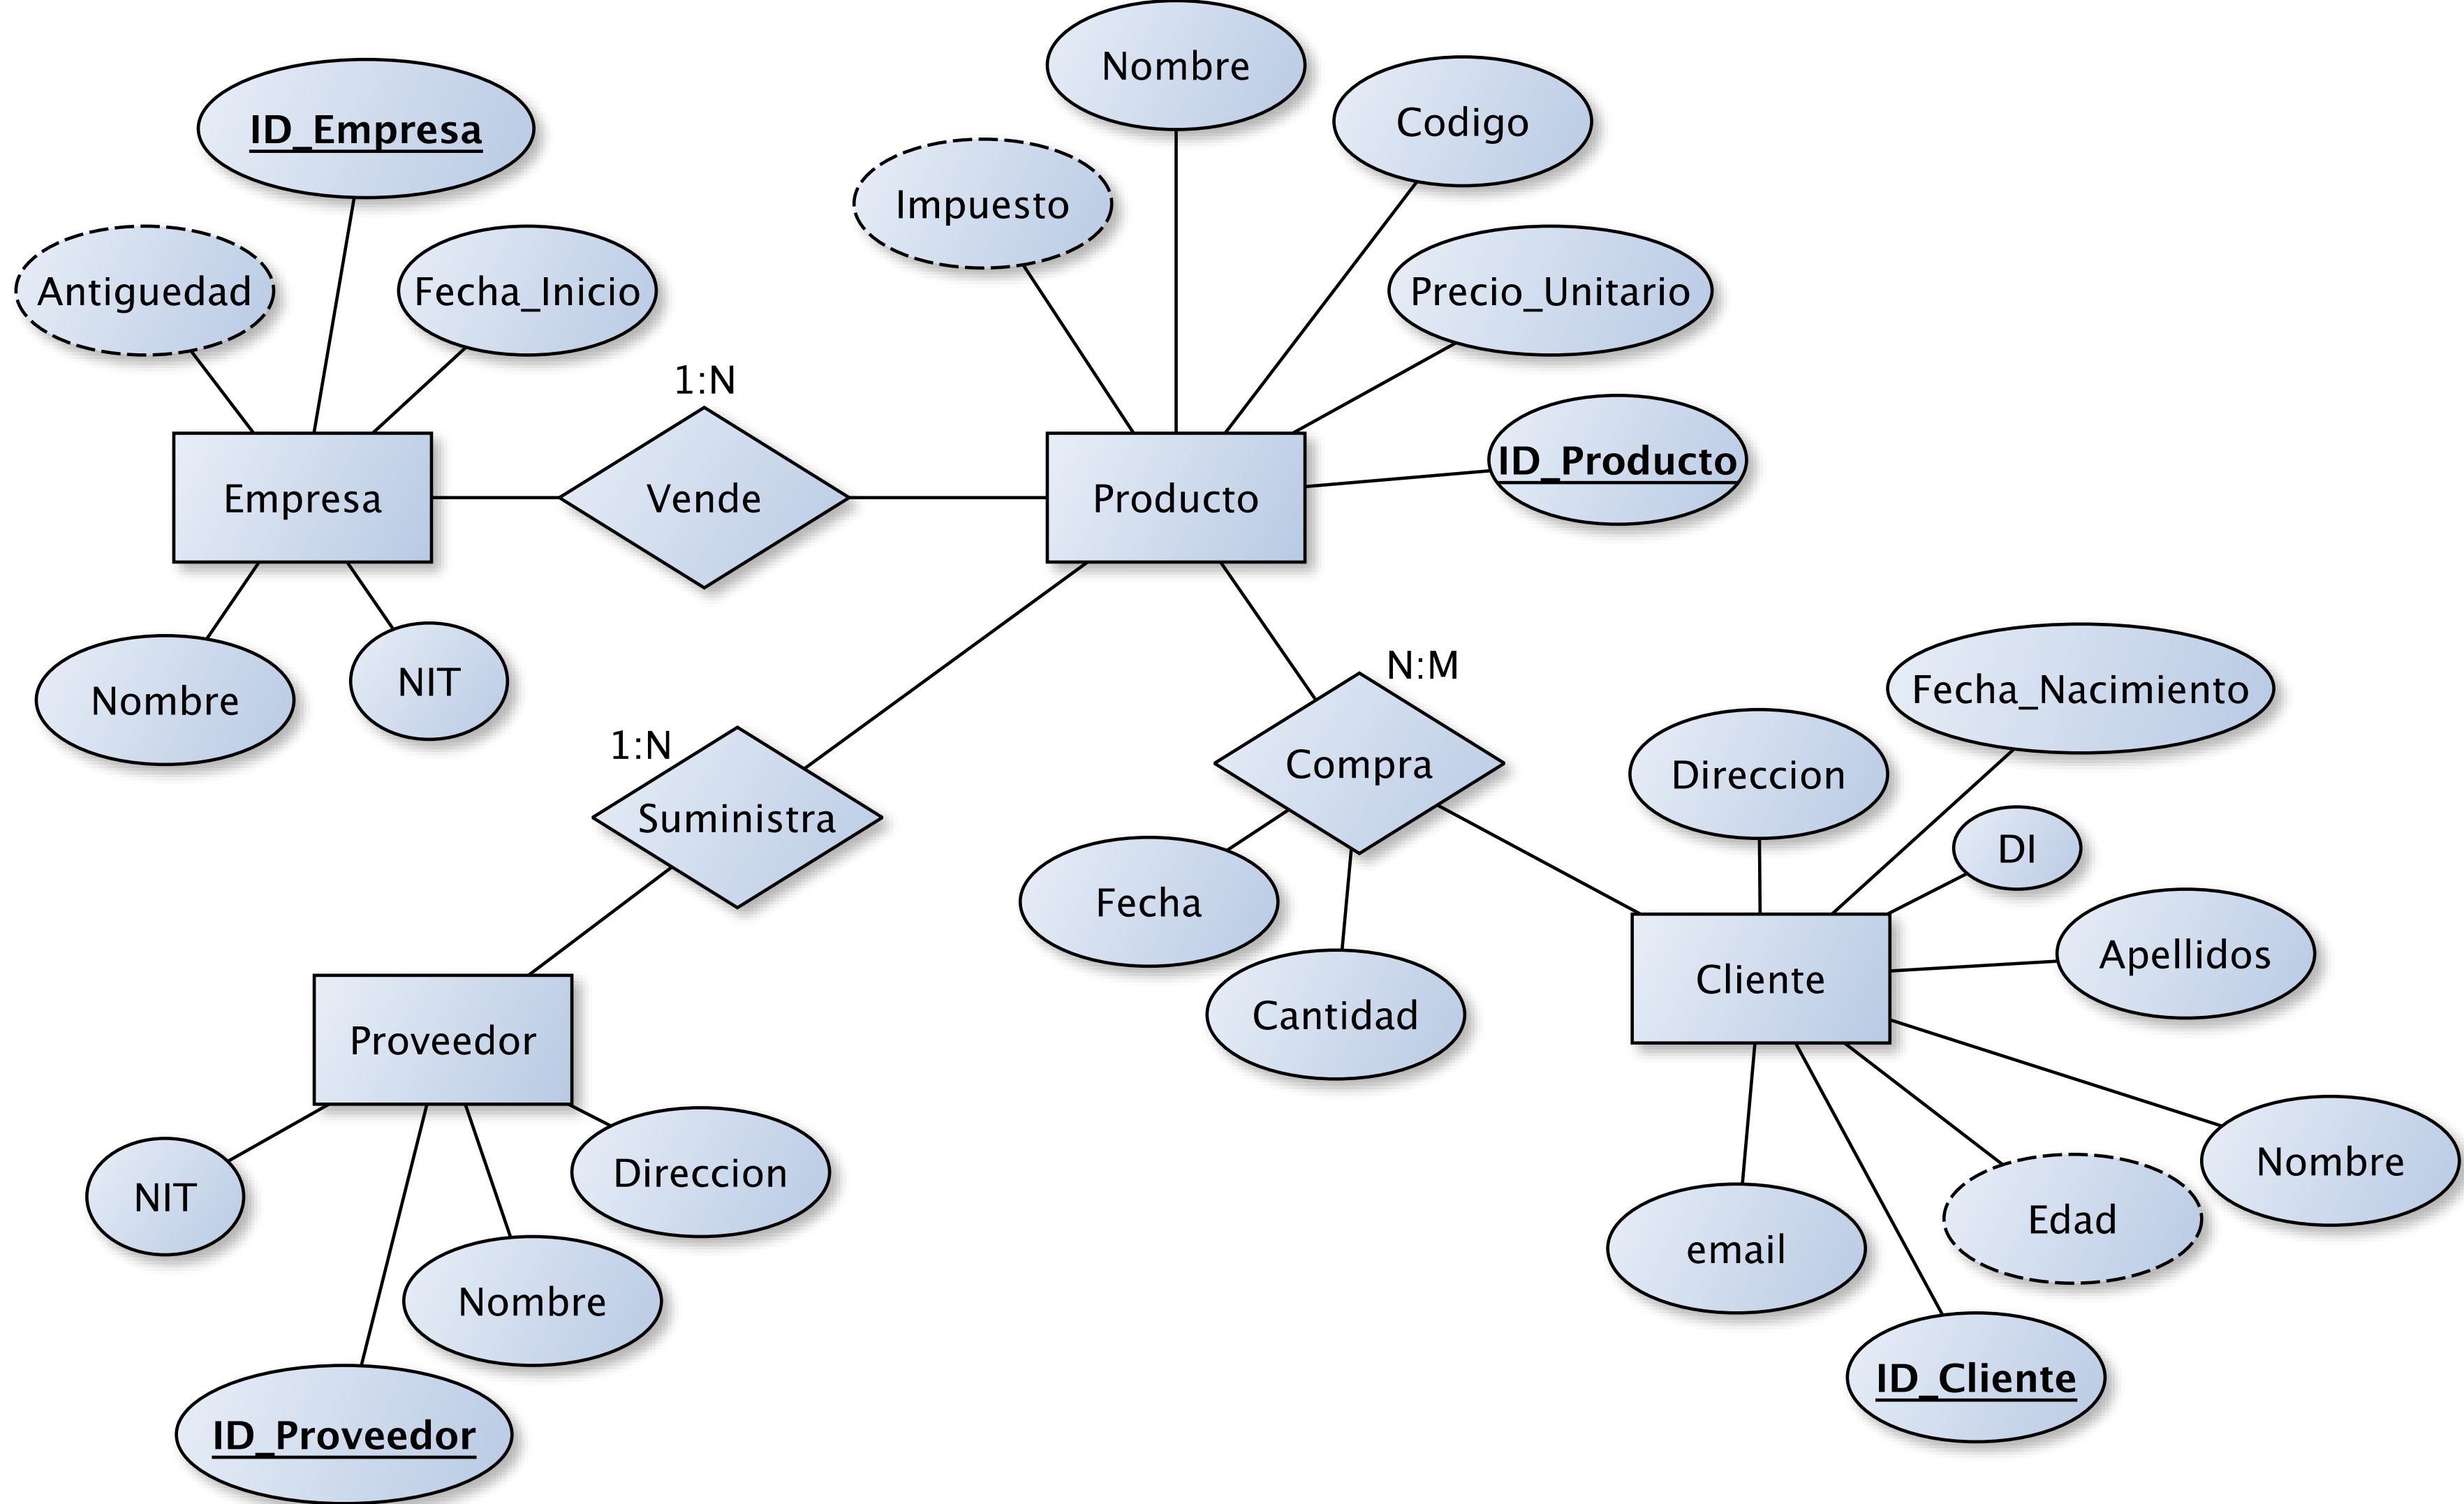 Nombre
Codigo
ID_Empresa
Impuesto
Antiguedad
Fecha_Inicio
Precio_Unitario
1:N
ID_Producto
Empresa
Vende
Producto
N:M
Nombre
NIT
Fecha_Nacimiento
1:N
Direccion
Suministra
Compra
DI
Fecha
Apellidos
Cliente
Cantidad
Proveedor
NIT
Direccion
Nombre
Edad
email
Nombre
ID_Cliente
ID_Proveedor